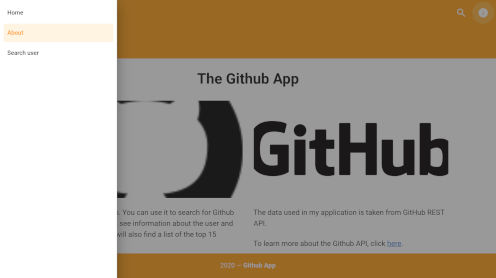 Home
About
Search user
The Github App
GitHub
. You can use it to search for Github
see information about the user and
will also find a list of the top 15
The data used in my application is taken from GitHub REST
API.
To learn more about the Github API, click here.
2020 — Github App